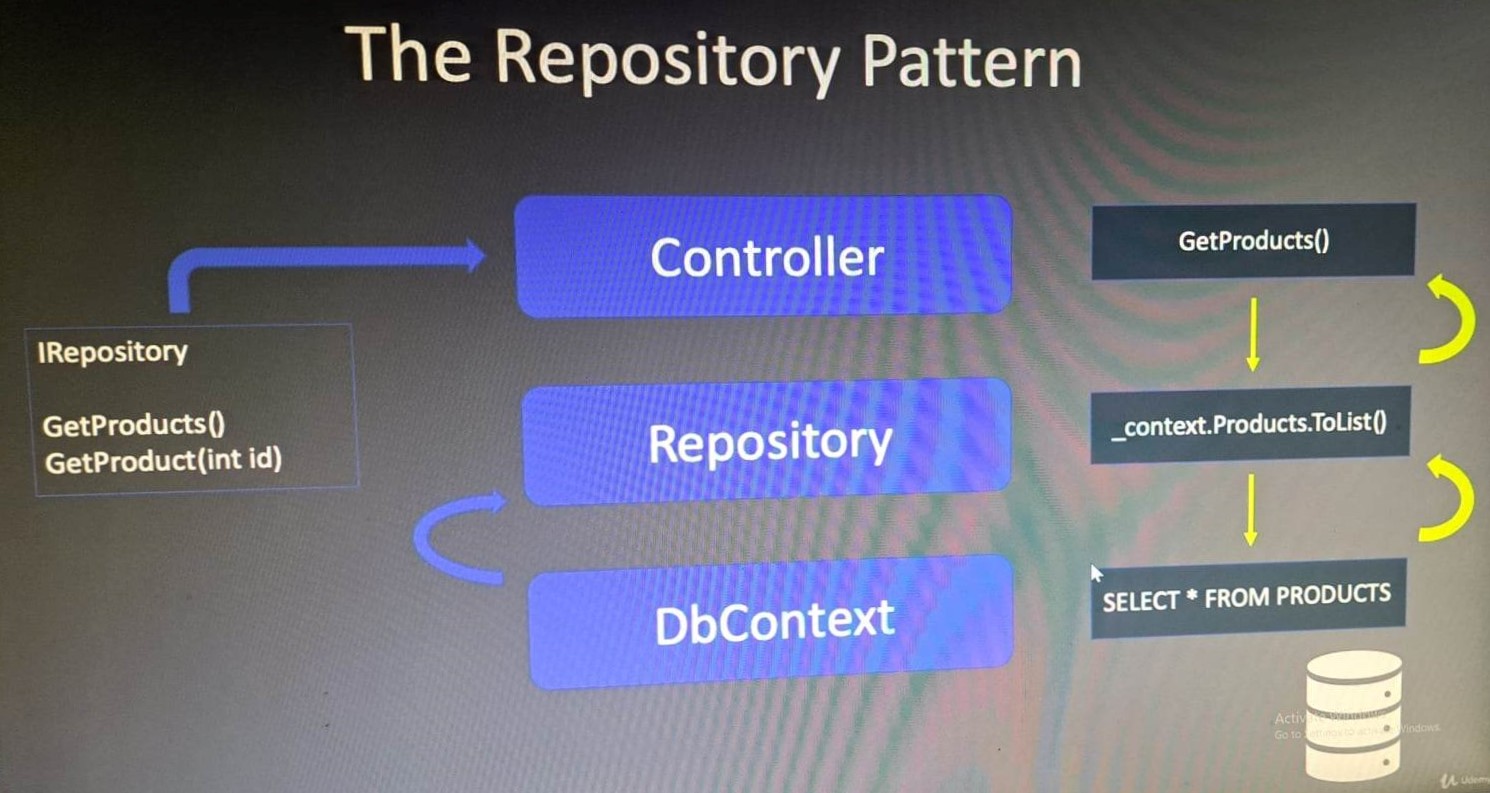 The Repository Pattern
Controller
GetProducts()
IRepository
GetProducts()
GetProduct(int id)
Repository
_context.Products.ToList()
DbContext
SELECT * FROM PRODUCTS
Activate Windows
Go to Settings to activate Windows.
Udemy